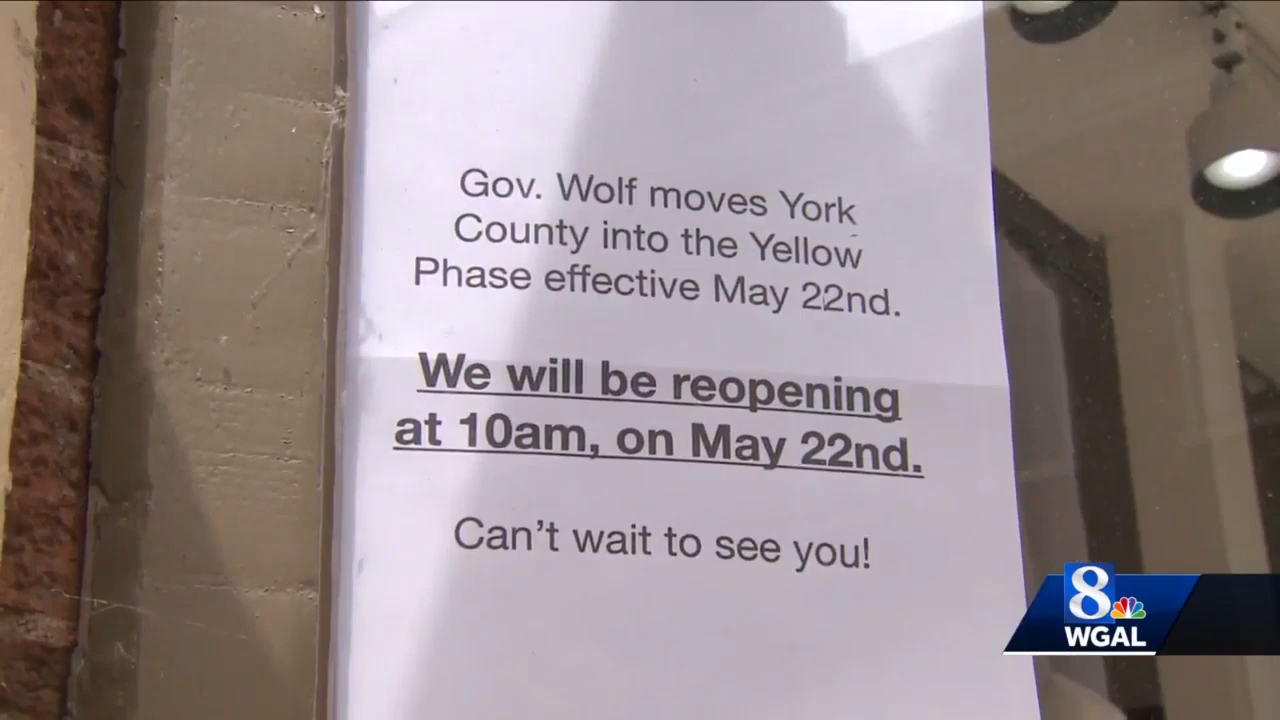 Gov. Wolf moves York
County into the Yellow
Phase effective May 22nd.
We will be reopening
at 10am, on May 22nd.
Can't wait to see you!
8
WGAL